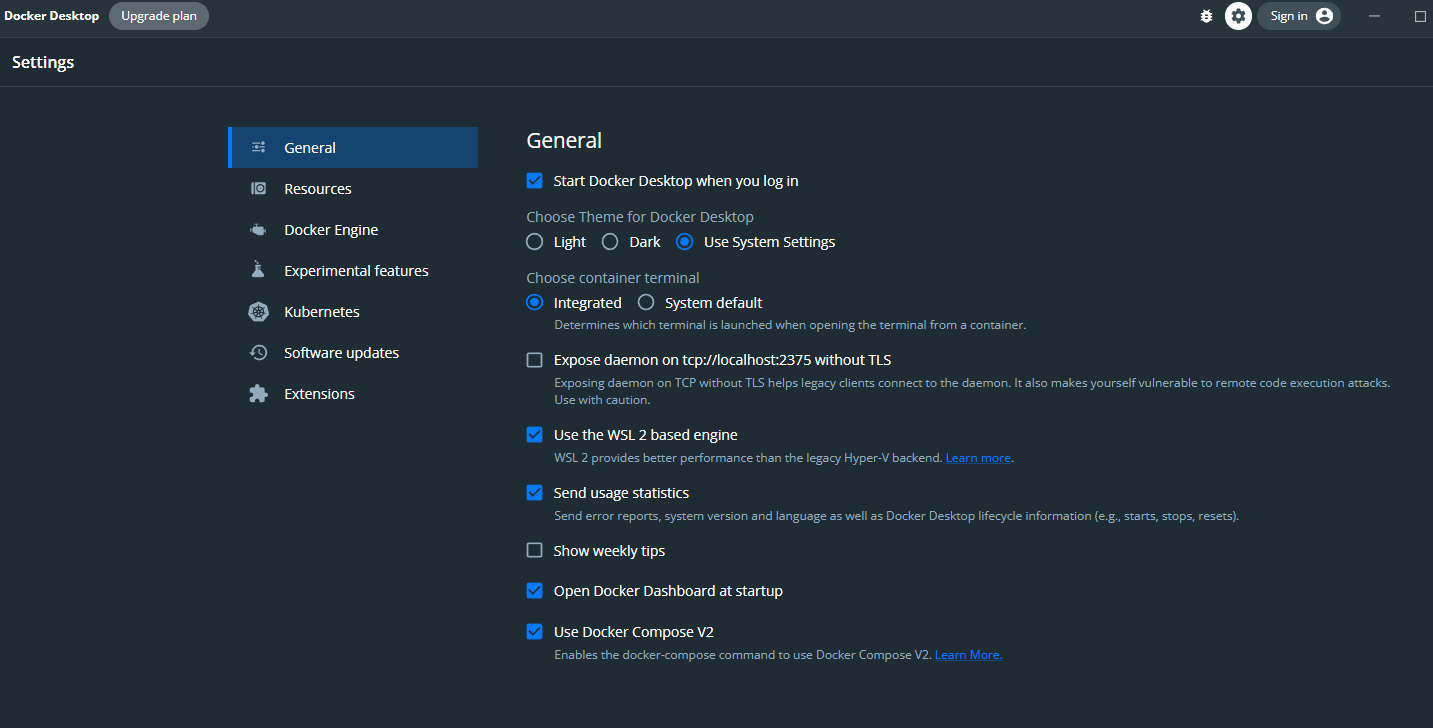 Docker Desktop Upgrade plan Sign in
Settings
General
Resources
Docker Engine
Experimental features
Kubernetes
Software updates
Extensions
General
Start Docker Desktop when you log in
Choose Theme for Docker Desktop
Light Dark Use System Settings
Choose container terminal
Integrated System default
Determines which terminal is launched when opening the terminal from a container.
Expose daemon on tcp://localhost:2375 without TLS
Exposing daemon on TCP without TLS helps legacy clients connect to the daemon. It also makes yourself vulnerable to remote code execution attacks.
Use with caution.
Use the WSL 2 based engine
WSL 2 provides better performance than the legacy Hyper-V backend. Learn more.
Send usage statistics
Send error reports, system version and language as well as Docker Desktop lifecycle information (e.g., starts, stops, resets).
Show weekly tips
Open Docker Dashboard at startup
Use Docker Compose V2
Enables the docker-compose command to use Docker Compose V2. Learn More.